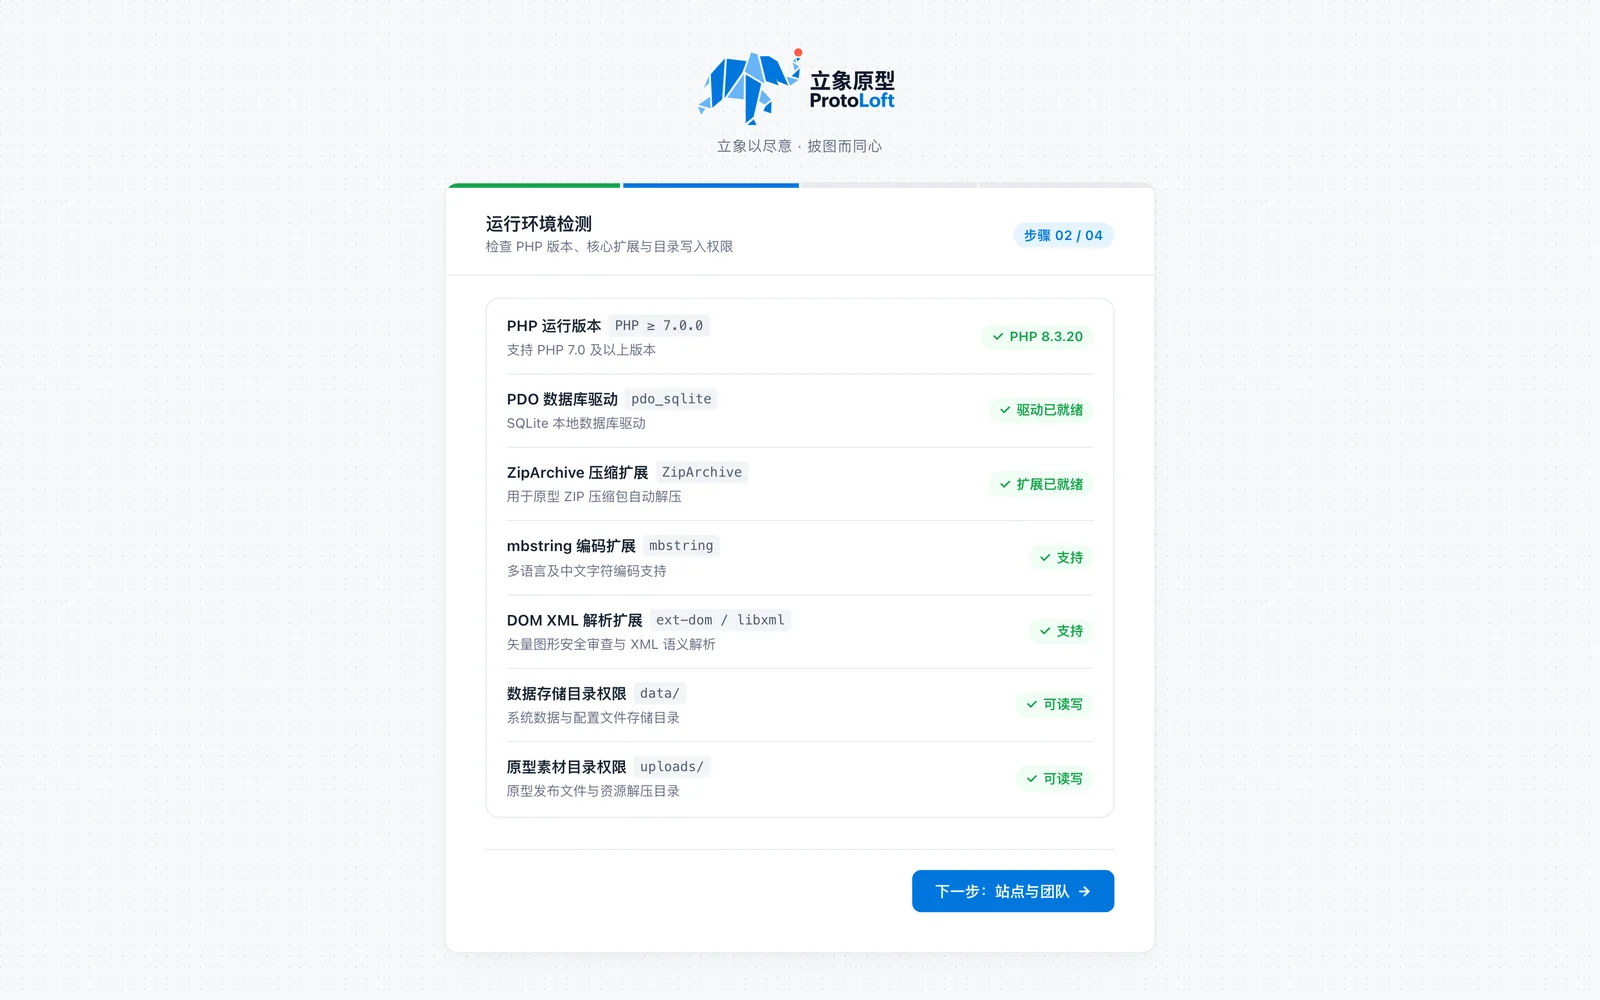 立象原型
ProtoLoft
立象以尽意 · 披图而同心
运行环境检测
检查 PHP 版本、核心扩展与目录写入权限
步骤 02 / 04
PHP 运行版本 PHP ≥ 7.0.0
支持 PHP 7.0 及以上版本
PHP 8.3.20
PDO 数据库驱动 pdo_sqlite
SQLite 本地数据库驱动
驱动已就绪
ZipArchive 压缩扩展 ZipArchive
用于原型 ZIP 压缩包自动解压
扩展已就绪
mbstring 编码扩展 mbstring
多语言及中文字符编码支持
支持
DOM XML 解析扩展 ext-dom / libxml
矢量图形安全审查与 XML 语义解析
支持
数据存储目录权限 data/
系统数据与配置文件存储目录
可读写
原型素材目录权限 uploads/
原型发布文件与资源解压目录
可读写
下一步：站点与团队 →